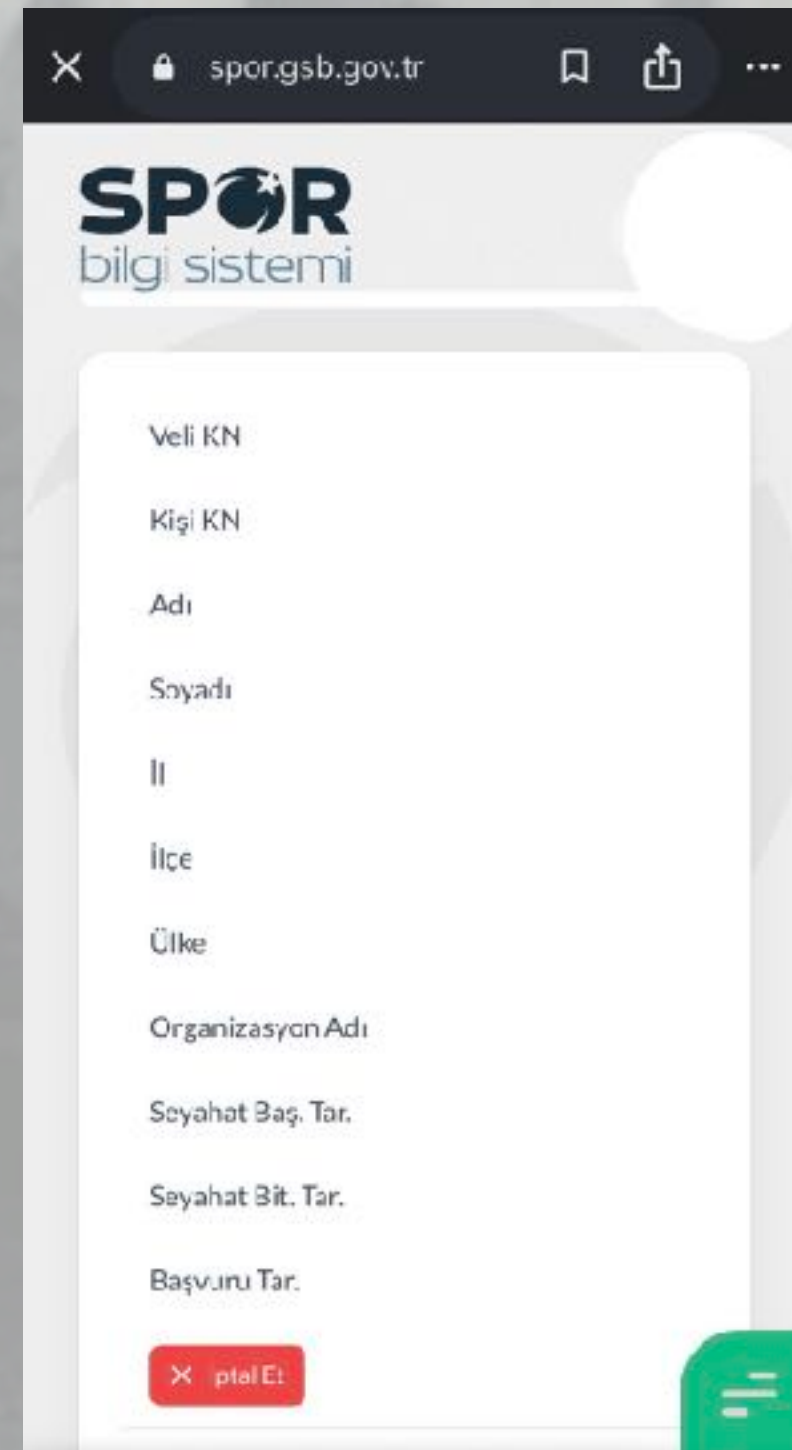 spor.gsb.gov.tr
SPOR
bilgi sistemi
Veli KN
Kişi KN
Adı
Soyadı
İl
İlçe
Ülke
Organizasyon Adı
Seyahat Baş. Tar.
Seyahat Bit. Tar.
Başvuru Tar.
İptal Et